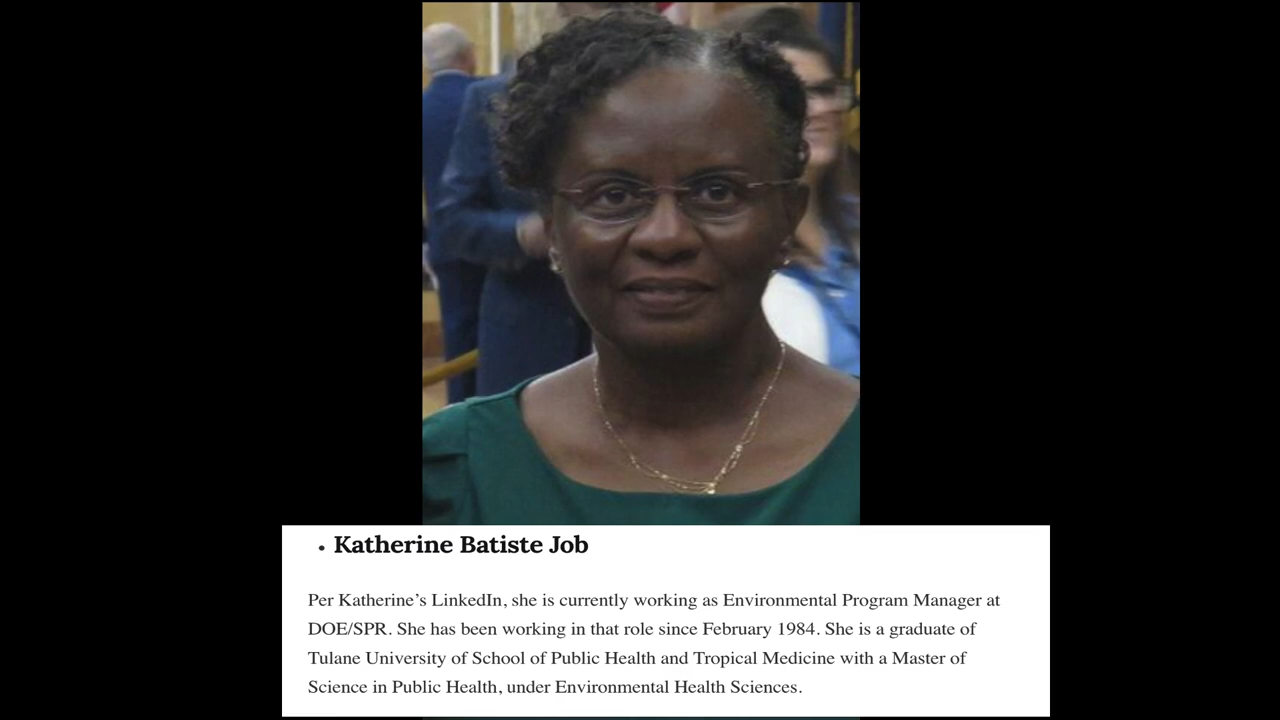 • Katherine Batiste Job
Per Katherine’s LinkedIn, she is currently working as Environmental Program Manager at
DOE/SPR. She has been working in that role since February 1984. She is a graduate of
Tulane University of School of Public Health and Tropical Medicine with a Master of
Science in Public Health, under Environmental Health Sciences.